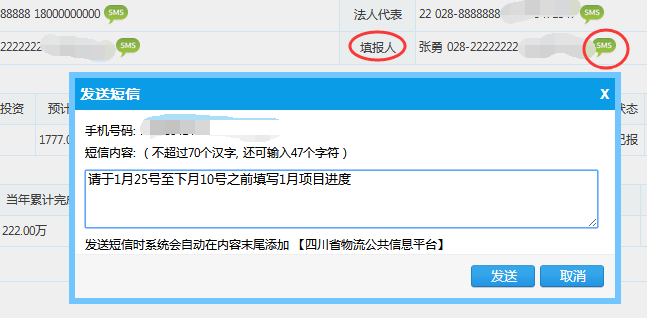 88888 18000000000 SMS 法人代表 22 028-8888888
2222222 SMS 填报人 张勇 028-22222222 SMS
发送短信 X
投资 预计 状态
手机号码:
短信内容: （不超过70个汉字, 还可输入47个字符）
1777.0
请于1月25号至下月10号之前填写1月项目进度
当年累计完
222.00万
发送短信时系统会自动在内容末尾添加 【四川省物流公共信息平台】
发送 取消